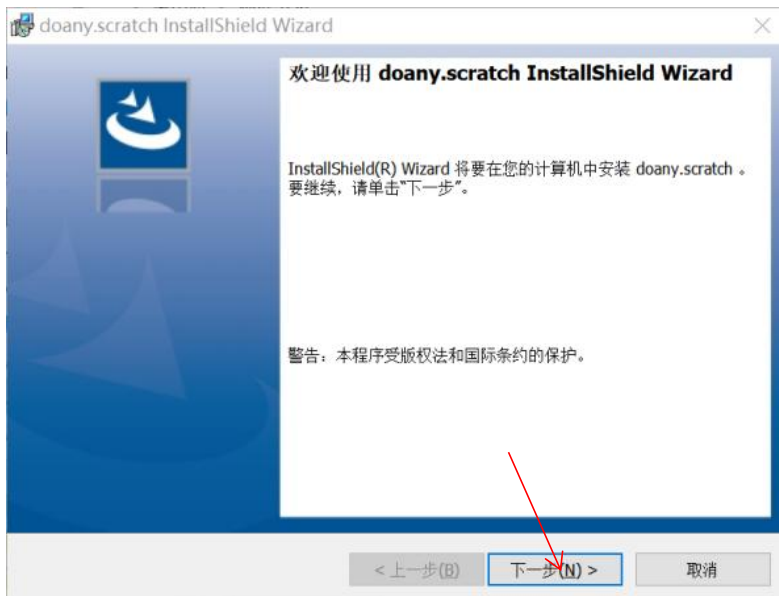 doany.scratch InstallShield Wizard
欢迎使用 doany.scratch InstallShield Wizard
InstallShield(R) Wizard 将要在您的计算机中安装 doany.scratch 。
要继续，请单击“下一步”。
警告：本程序受版权法和国际条约的保护。
<上一步(B) 下一步(N) > 取消